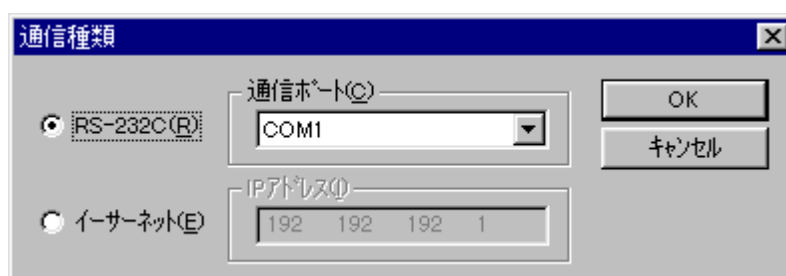 通信種類
RS-232C(R)
通信ﾎﾟｰﾄ(C)
COM1
OK
ｷｬﾝｾﾙ
イーサーネット(E)
IPｱﾄﾞﾚｽ(I)
192 192 192 1